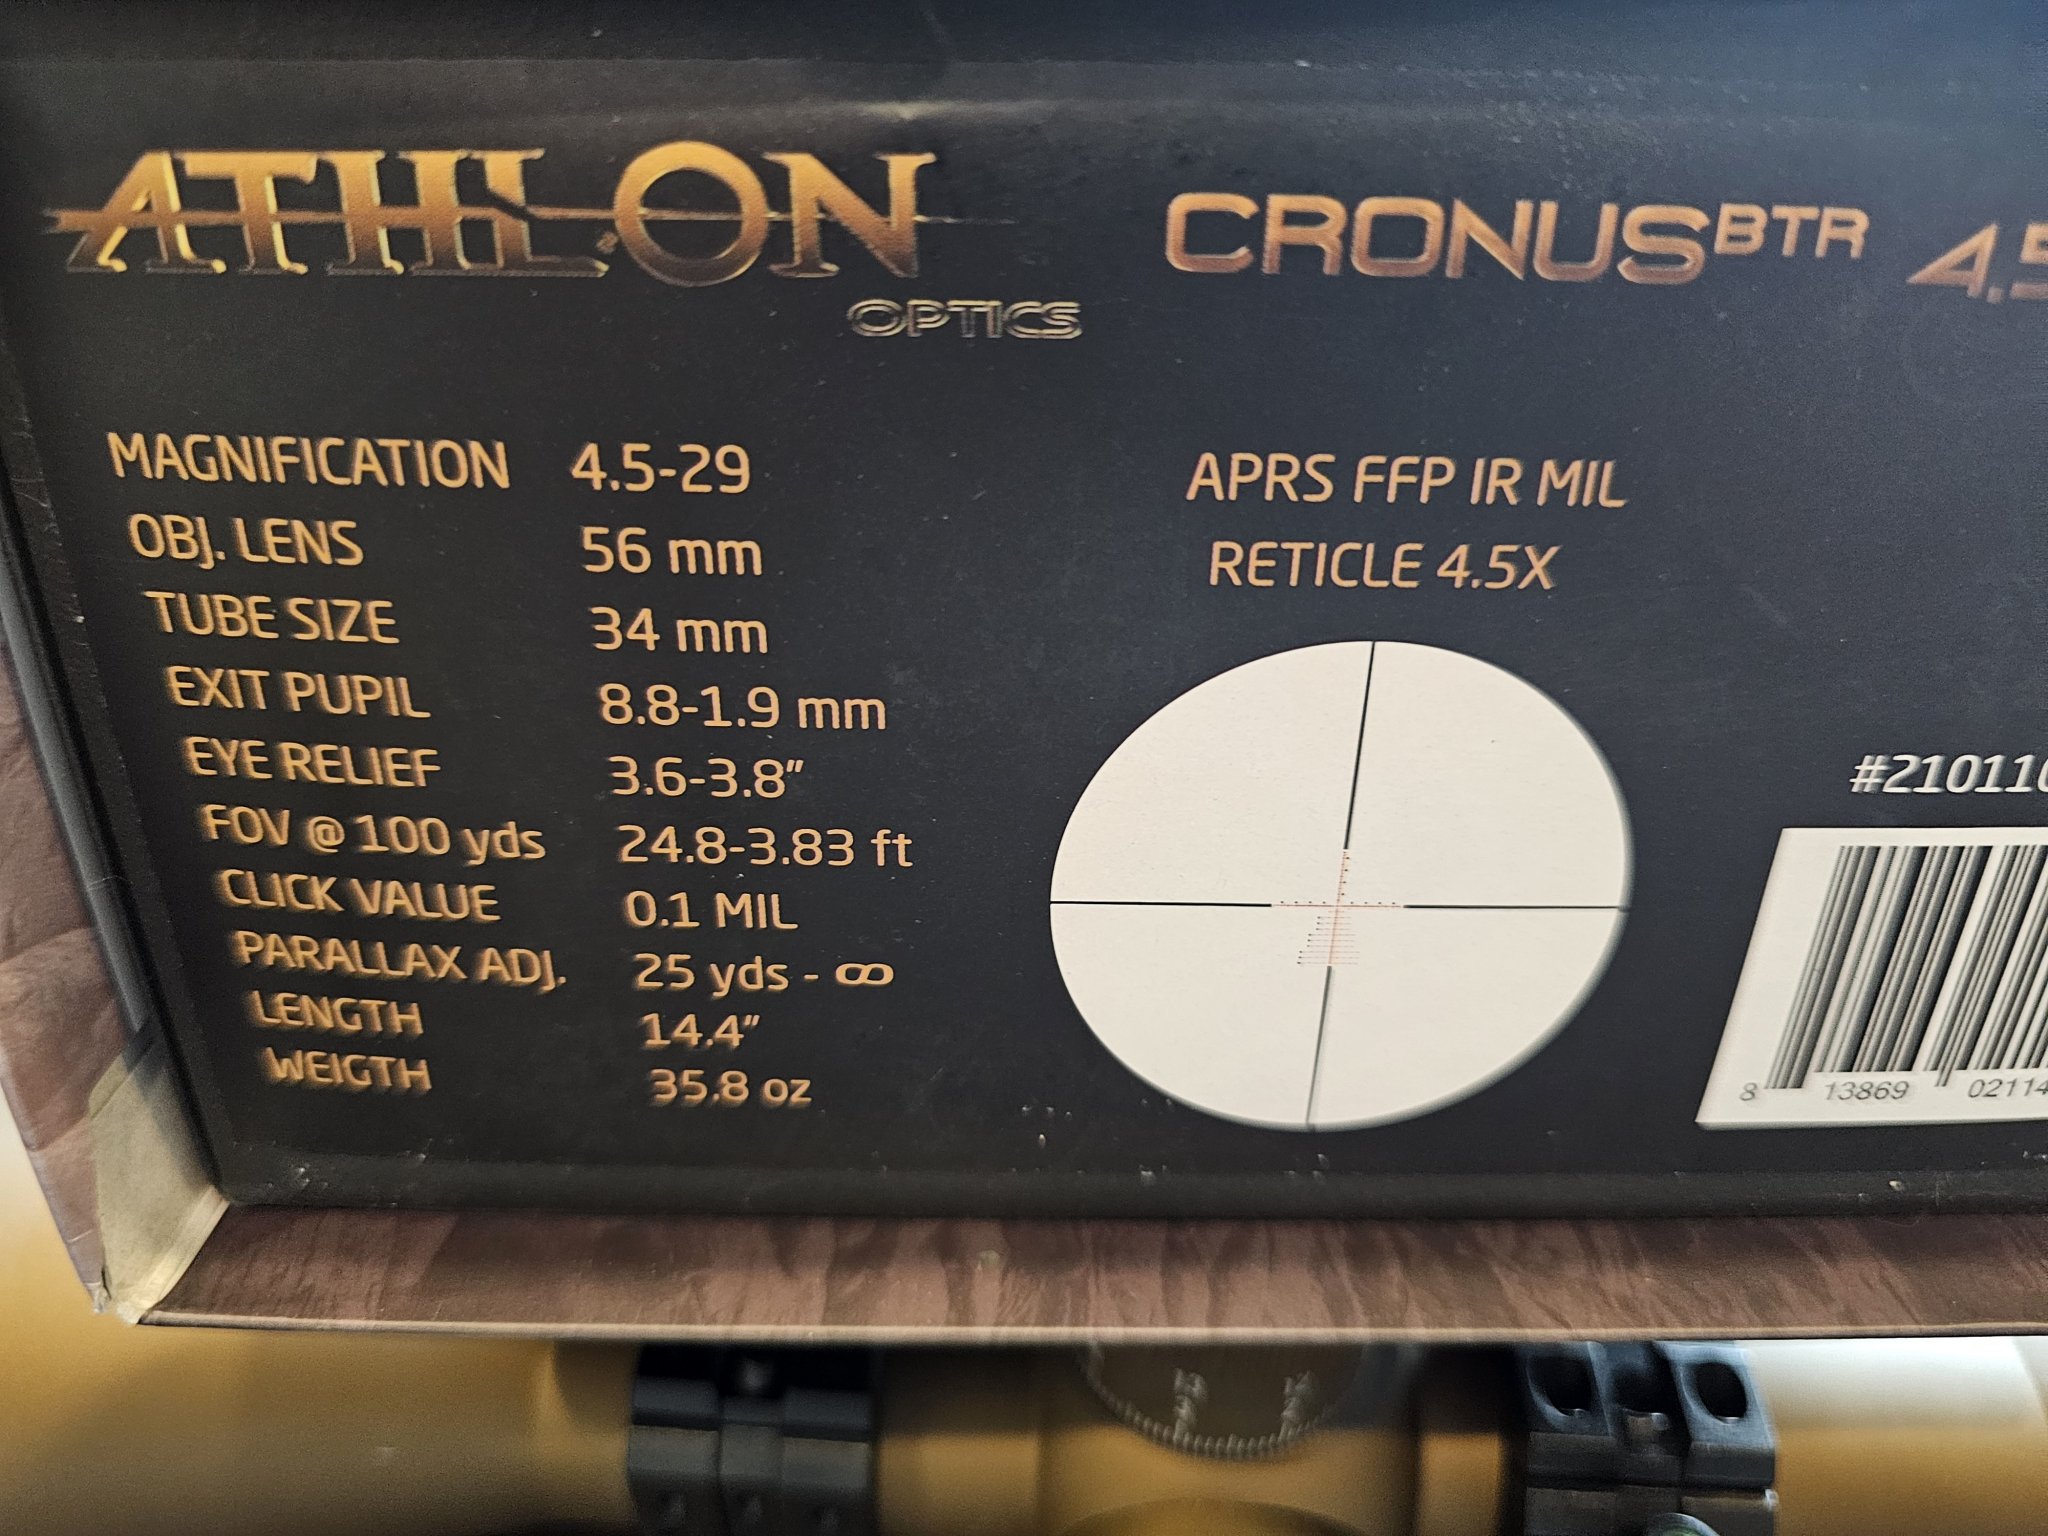 ATHLON
OPTICS
CRONUS BTR 4.5
MAGNIFICATION 4.5-29
OBJ. LENS 56 mm
TUBE SIZE 34 mm
EXIT PUPIL 8.8-1.9 mm
EYE RELIEF 3.6-3.8"
FOV @ 100 yds 24.8-3.83 ft
CLICK VALUE 0.1 MIL
PARALLAX ADJ. 25 yds - ∞
LENGTH 14.4"
WEIGTH 35.8 oz
APRS FFP IR MIL
RETICLE 4.5X
#210110
8 13869 02114